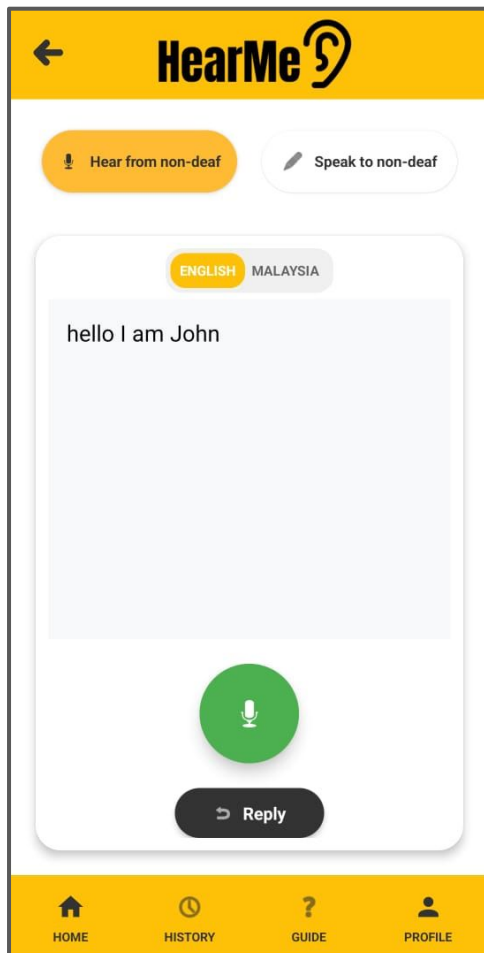 HearMe
Hear from non-deaf Speak to non-deaf
ENGLISH MALAYSIA
hello I am John
Reply
HOME HISTORY GUIDE PROFILE